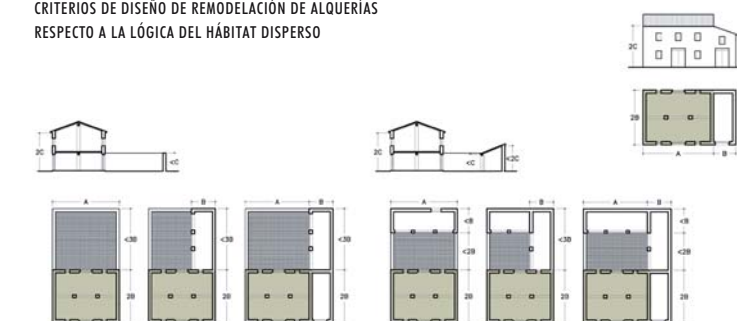 CRITERIOS DE DISEÑO DE REMODELACIÓN DE ALQUERÍAS
RESPECTO A LA LÓGICA DEL HÁBITAT DISPERSO
2C
2B
A B
2C <C
2C <C <2C
A B A B
<3B <3B <3B
2B 2B 2B
A B A B
<B <3B <B
<2B <2B
2B 2B 2B